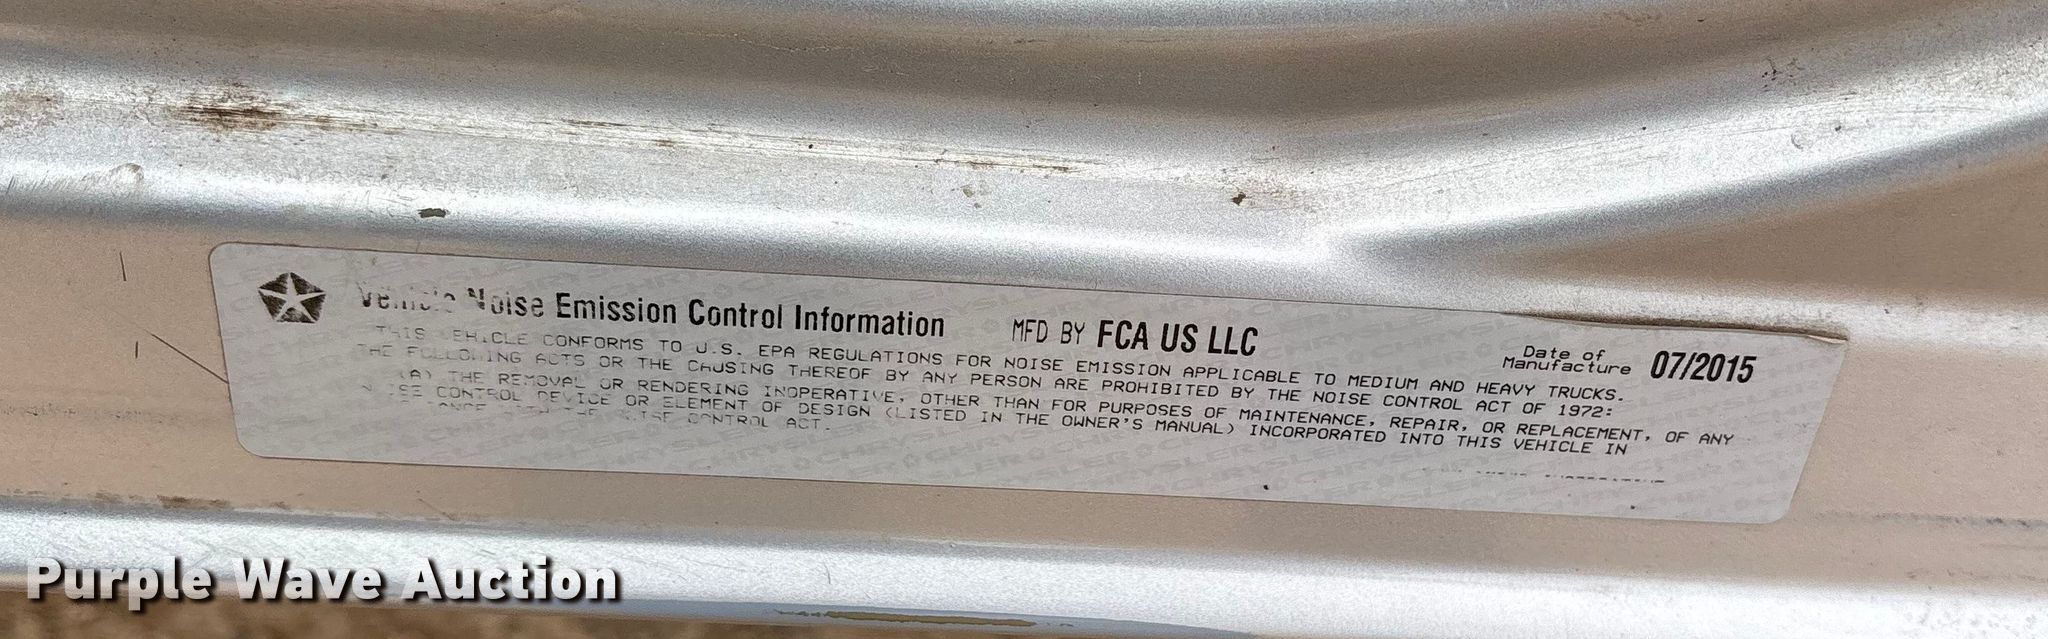 Vehicle Noise Emission Control Information MFD BY FCA US LLC Date of Manufacture 07/2015
THIS VEHICLE CONFORMS TO U.S. EPA REGULATIONS FOR NOISE EMISSION APPLICABLE TO MEDIUM AND HEAVY TRUCKS.
THE FOLLOWING ACTS OR THE CAUSING THEREOF BY ANY PERSON ARE PROHIBITED BY THE NOISE CONTROL ACT OF 1972:
(A) THE REMOVAL OR RENDERING INOPERATIVE, OTHER THAN FOR PURPOSES OF MAINTENANCE, REPAIR, OR REPLACEMENT, OF ANY
NOISE CONTROL DEVICE OR ELEMENT OF DESIGN (LISTED IN THE OWNER'S MANUAL) INCORPORATED INTO THIS VEHICLE IN
WITH THE NOISE CONTROL ACT.
Purple Wave Auction